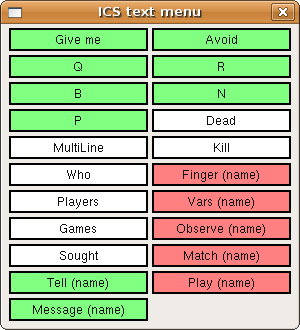 ICS text menu
Give me Avoid
Q R
B N
P Dead
MultiLine Kill
Who Finger (name)
Players Vars (name)
Games Observe (name)
Sought Match (name)
Tell (name) Play (name)
Message (name)